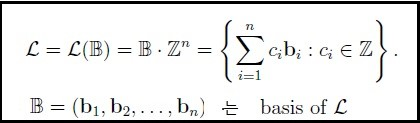 ℒ = ℒ(𝔹) = 𝔹 · ℤⁿ = { ∑ᵢ₌₁ⁿ cᵢbᵢ : cᵢ ∈ ℤ } .
𝔹 = (b₁, b₂, . . . , bₙ) 는 basis of ℒ